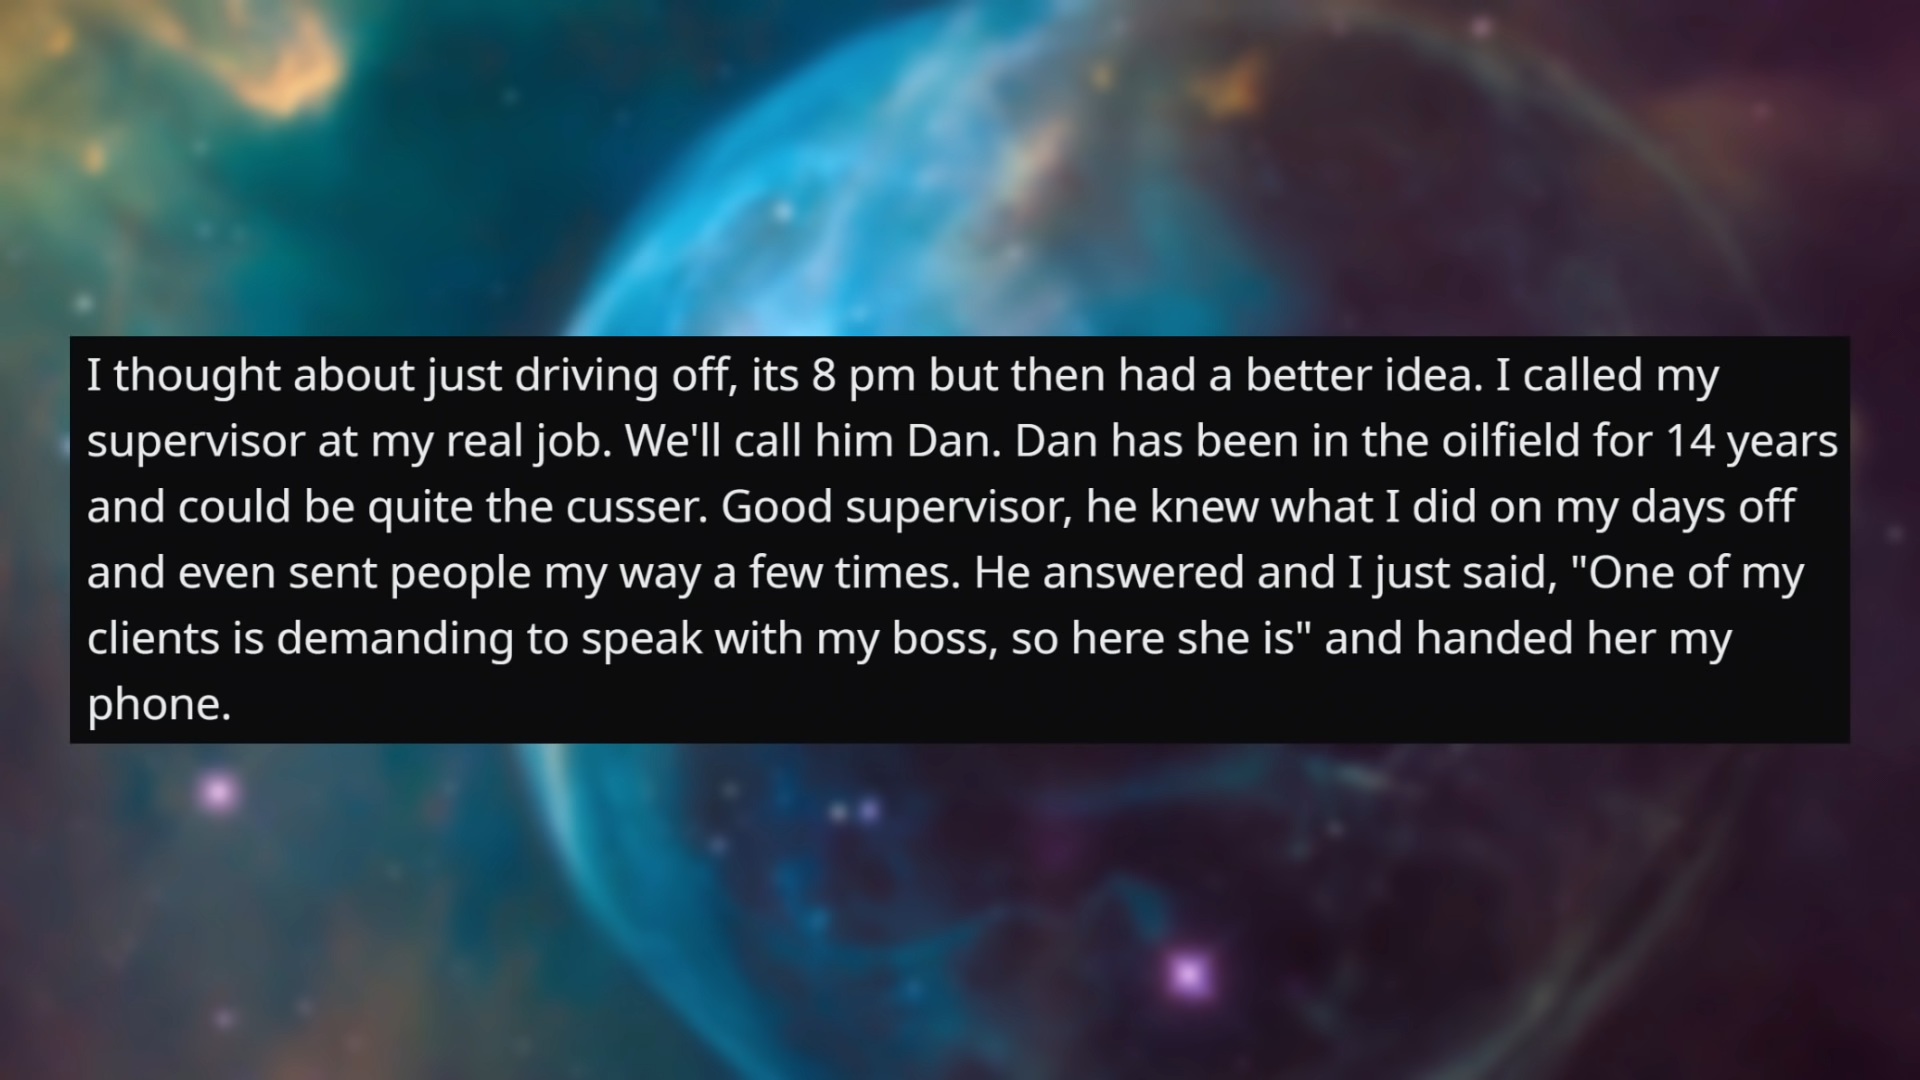 I thought about just driving off, its 8 pm but then had a better idea. I called my
supervisor at my real job. We'll call him Dan. Dan has been in the oilfield for 14 years
and could be quite the cusser. Good supervisor, he knew what I did on my days off
and even sent people my way a few times. He answered and I just said, "One of my
clients is demanding to speak with my boss, so here she is" and handed her my
phone.